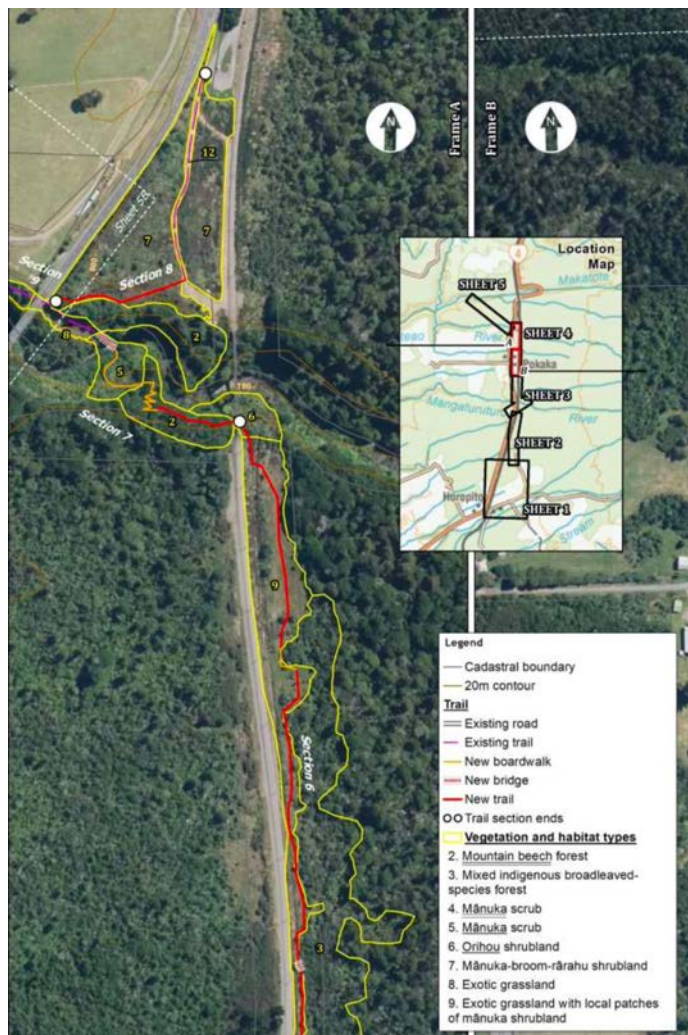 N
Frame A
Frame B
N
12
Sheet 5B
7
7
Section 9
800
Section 8
8
2
5
780
2
6
Section 7
9
Section 6
3
Location
Map
4
SHEET 5
Makatote
River
SHEET 4
A
Pokaka
B
SHEET 3
Mangaturuturu
River
SHEET 2
Horopito
SHEET 1
Stream
Legend
Cadastral boundary
20m contour
Trail
Existing road
Existing trail
New boardwalk
New bridge
New trail
Trail section ends
Vegetation and habitat types
2. Mountain beech forest
3. Mixed indigenous broadleaved-
species forest
4. Mānuka scrub
5. Mānuka scrub
6. Orihou shrubland
7. Mānuka-broom-rārahu shrubland
8. Exotic grassland
9. Exotic grassland with local patches
of mānuka shrubland